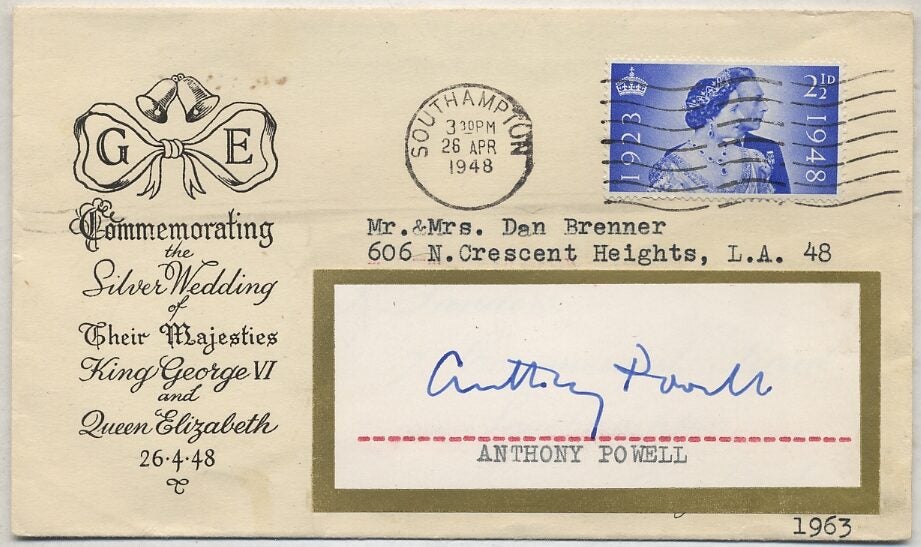 G E
Commemorating
the
Silver Wedding
of
Their Majesties
King George VI
and
Queen Elizabeth
26·4·48
SOUTHAMPTON
3 30PM
26 APR
1948
2½D
1923
1948
Mr.&Mrs. Dan Brenner
606 N.Crescent Heights, L.A. 48
Anthony Powell
ANTHONY POWELL
1963